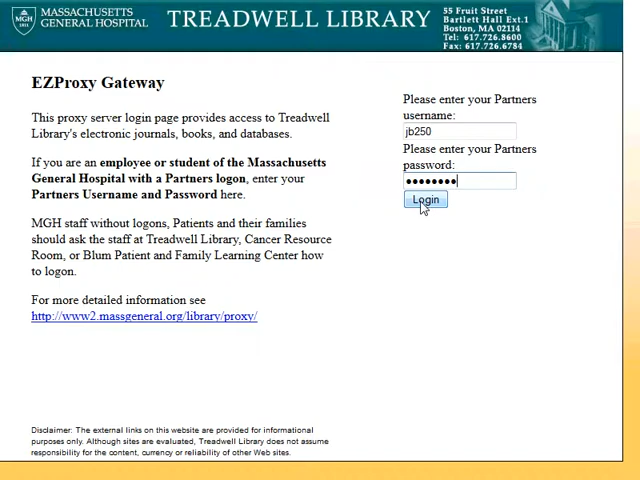 MASSACHUSETTS
GENERAL HOSPITAL
MGH
1811
TREADWELL LIBRARY
55 Fruit Street
Bartlett Hall Ext.1
Boston, MA 02114
Tel: 617.726.8600
Fax: 617.726.6784
EZProxy Gateway
This proxy server login page provides access to Treadwell
Library's electronic journals, books, and databases.
If you are an employee or student of the Massachusetts
General Hospital with a Partners logon, enter your
Partners Username and Password here.
MGH staff without logons, Patients and their families
should ask the staff at Treadwell Library, Cancer Resource
Room, or Blum Patient and Family Learning Center how
to logon.
For more detailed information see
http://www2.massgeneral.org/library/proxy/
Please enter your Partners
username:
jb250
Please enter your Partners
password:
••••••••
Login
Disclaimer: The external links on this website are provided for informational
purposes only. Although sites are evaluated, Treadwell Library does not assume
responsibility for the content, currency or reliability of other Web sites.